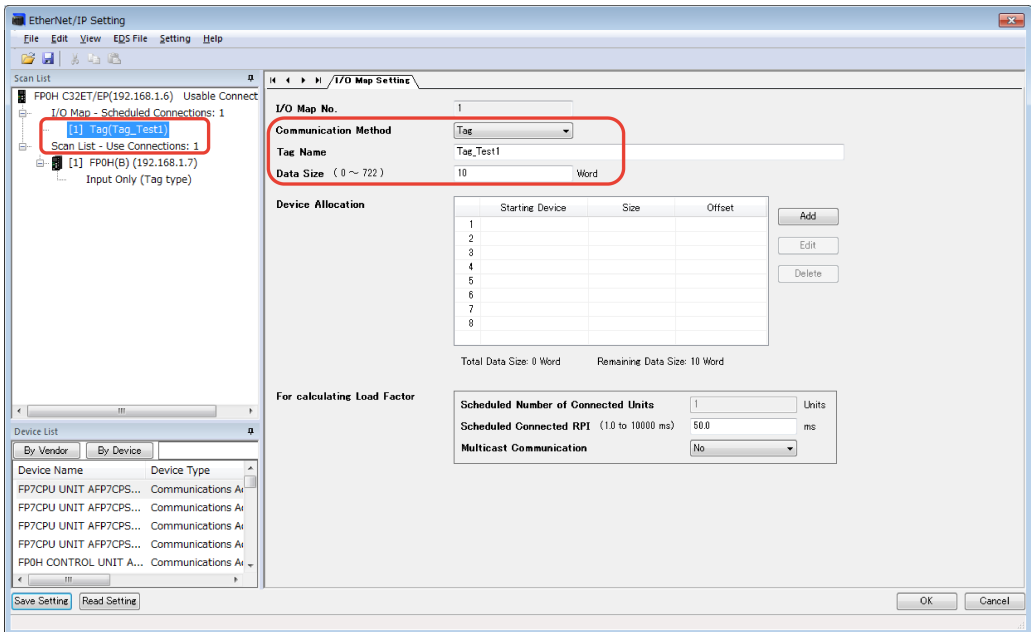 EtherNet/IP Setting
File Edit View EDS File Setting Help
Scan List
FP0H C32ET/EP(192.168.1.6) Usable Connect
I/O Map - Scheduled Connections: 1
[1] Tag(Tag_Test1)
Scan List - Use Connections: 1
[1] FP0H(B) (192.168.1.7)
Input Only (Tag type)
Device List
By Vendor By Device
Device Name Device Type
FP7CPU UNIT AFP7CPS... Communications A
FP7CPU UNIT AFP7CPS... Communications A
FP7CPU UNIT AFP7CPS... Communications A
FP7CPU UNIT AFP7CPS... Communications A
FP0H CONTROL UNIT A... Communications A
Save Setting Read Setting
I/O Map Setting
I/O Map No. 1
Communication Method Tag
Tag Name Tag_Test1
Data Size (0~722) 10 Word
Device Allocation
Starting Device Size Offset
1
2
3
4
5
6
7
8
Add
Edit
Delete
Total Data Size: 0 Word Remaining Data Size: 10 Word
For calculating Load Factor
Scheduled Number of Connected Units 1 Units
Scheduled Connected RPI (1.0 to 10000 ms) 50.0 ms
Multicast Communication No
OK Cancel